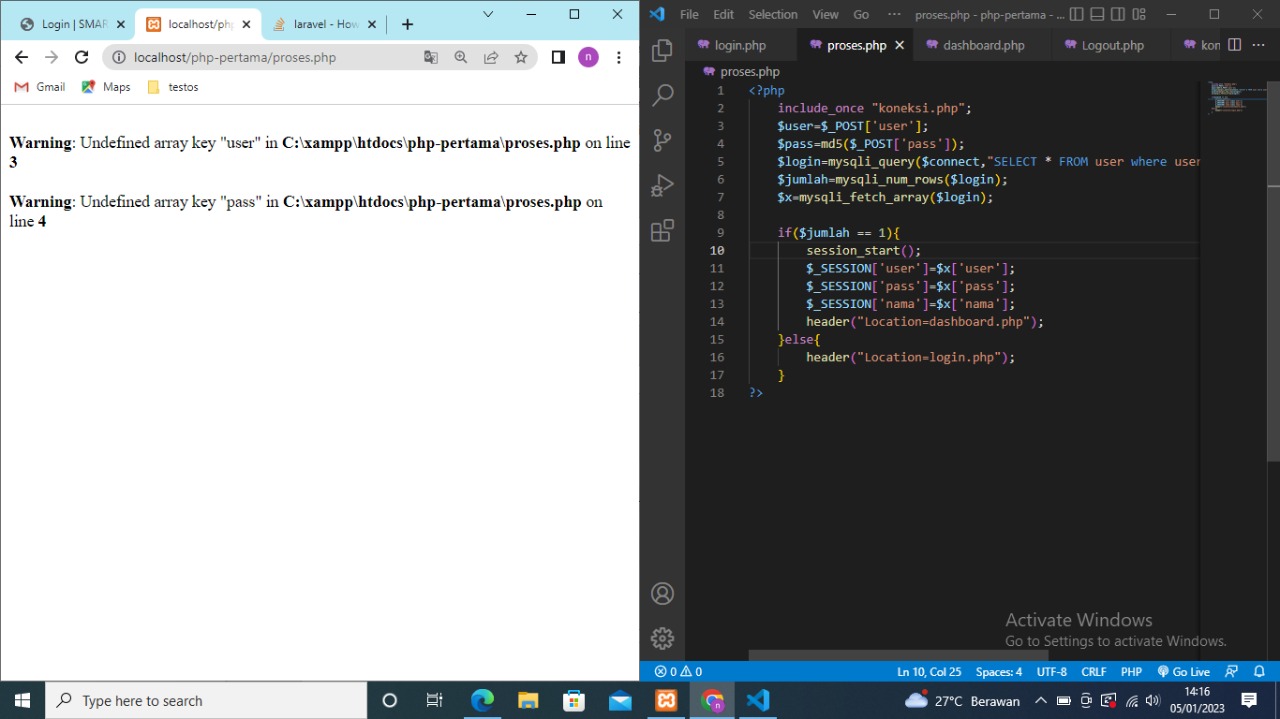 Login | SMAR
localhost/php
laravel - How
localhost/php-pertama/proses.php
n
Gmail
Maps
testos
Warning: Undefined array key "user" in C:\xampp\htdocs\php-pertama\proses.php on line
3
Warning: Undefined array key "pass" in C:\xampp\htdocs\php-pertama\proses.php on
line 4
File Edit Selection View Go ··· proses.php - php-pertama - ...
login.php
proses.php
dashboard.php
Logout.php
kon
proses.php
1 <?php
2 include_once "koneksi.php";
3 $user=$_POST['user'];
4 $pass=md5($_POST['pass']);
5 $login=mysqli_query($connect,"SELECT * FROM user where user
6 $jumlah=mysqli_num_rows($login);
7 $x=mysqli_fetch_array($login);
8
9 if($jumlah == 1){
10 session_start();
11 $_SESSION['user']=$x['user'];
12 $_SESSION['pass']=$x['pass'];
13 $_SESSION['nama']=$x['nama'];
14 header("Location=dashboard.php");
15 }else{
16 header("Location=login.php");
17 }
18 ?>
Activate Windows
Go to Settings to activate Windows.
0 0 Ln 10, Col 25 Spaces: 4 UTF-8 CRLF PHP Go Live
Type here to search
n
27°C Berawan
14:16
05/01/2023